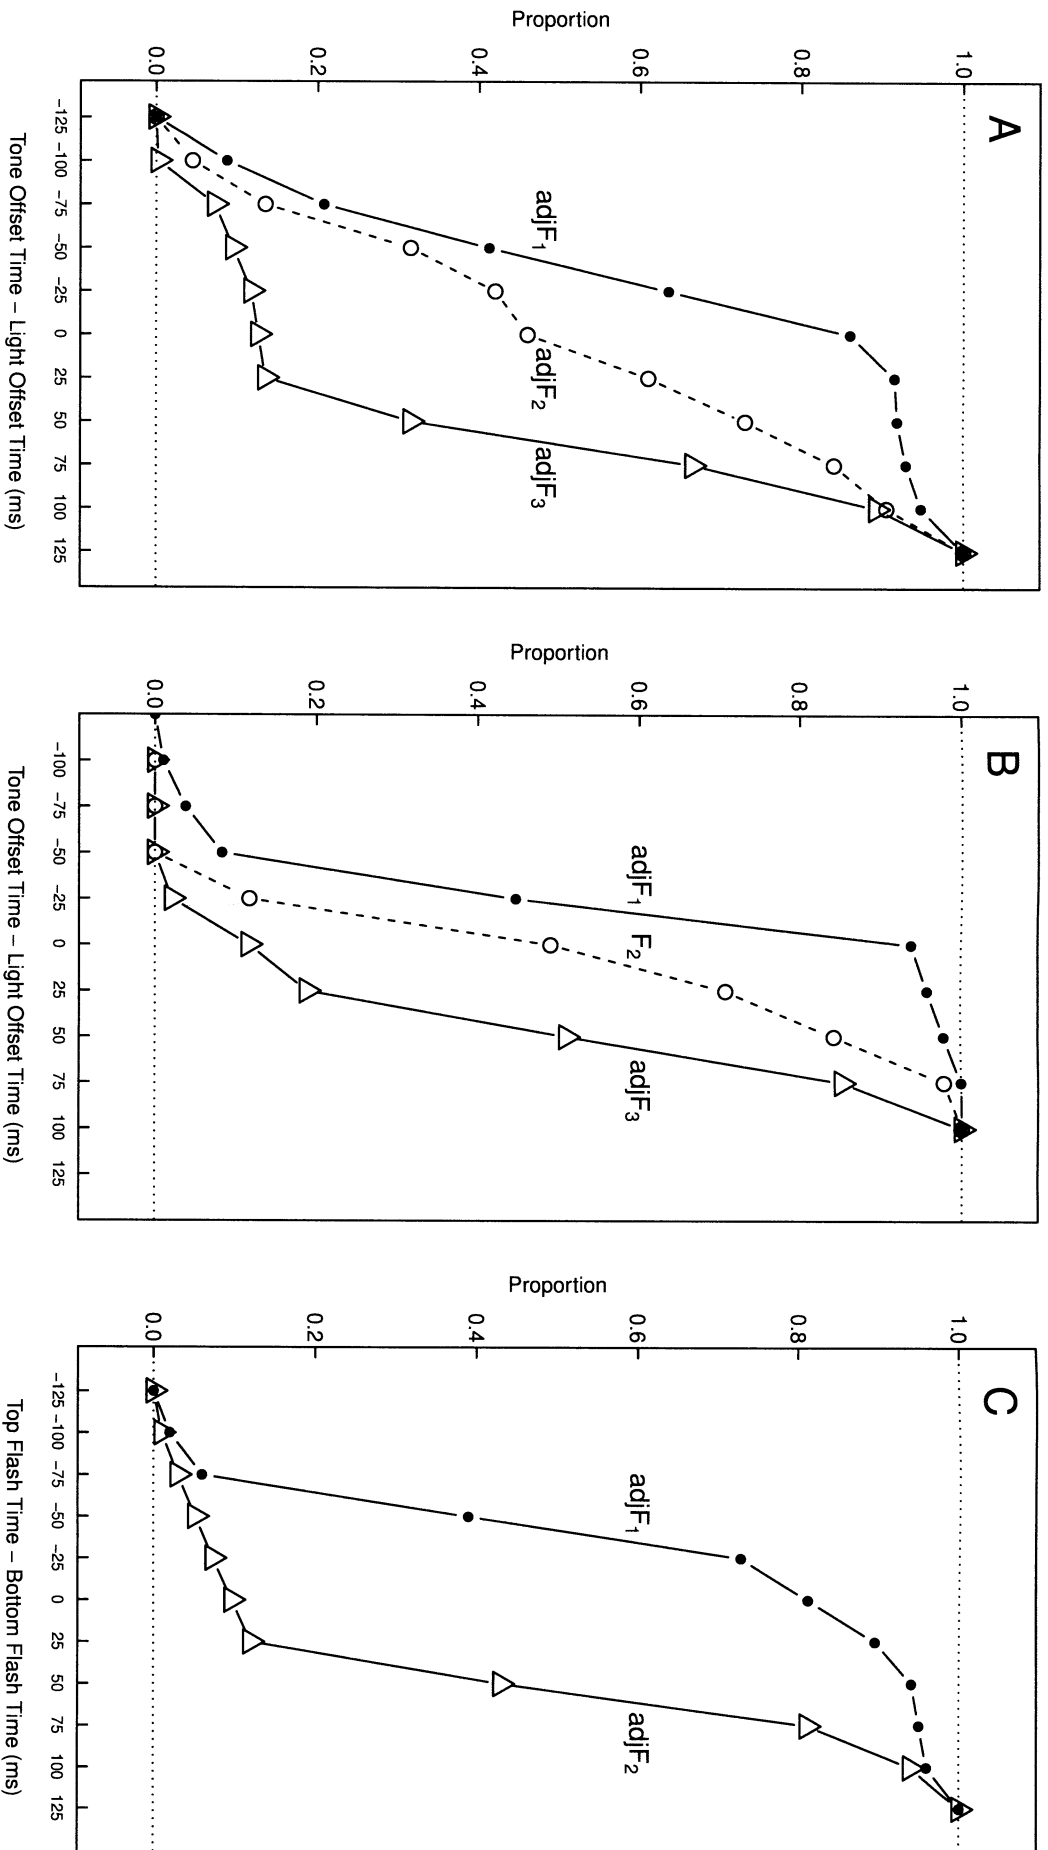 A
Proportion
1.0
0.8
0.6
0.4
0.2
0.0
adjF1
adjF2
adjF3
−125 −100 −75 −50 −25 0 25 50 75 100 125
Tone Offset Time – Light Offset Time (ms)
B
Proportion
1.0
0.8
0.6
0.4
0.2
0.0
adjF1
F2
adjF3
−100 −75 −50 −25 0 25 50 75 100 125
Tone Offset Time – Light Offset Time (ms)
C
Proportion
1.0
0.8
0.6
0.4
0.2
0.0
adjF1
adjF2
−125 −100 −75 −50 −25 0 25 50 75 100 125
Top Flash Time – Bottom Flash Time (ms)